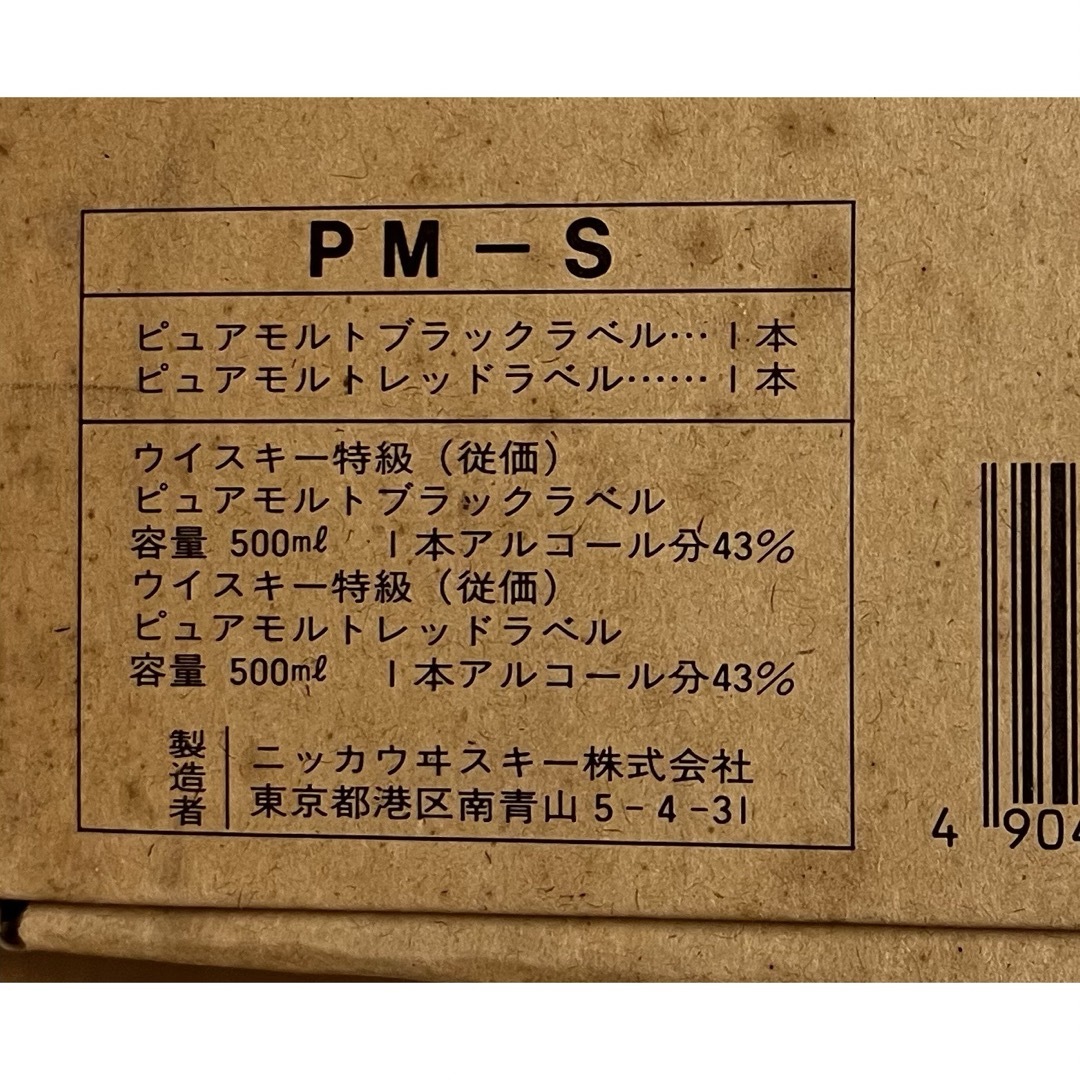 PM－S
ピュアモルトブラックラベル…1本
ピュアモルトレッドラベル……1本
ウイスキー特級（従価）
ピュアモルトブラックラベル
容量 500mℓ 1本アルコール分43%
ウイスキー特級（従価）
ピュアモルトレッドラベル
容量 500mℓ 1本アルコール分43%
製造者
ニッカウヰスキー株式会社
東京都港区南青山5-4-31
4 904